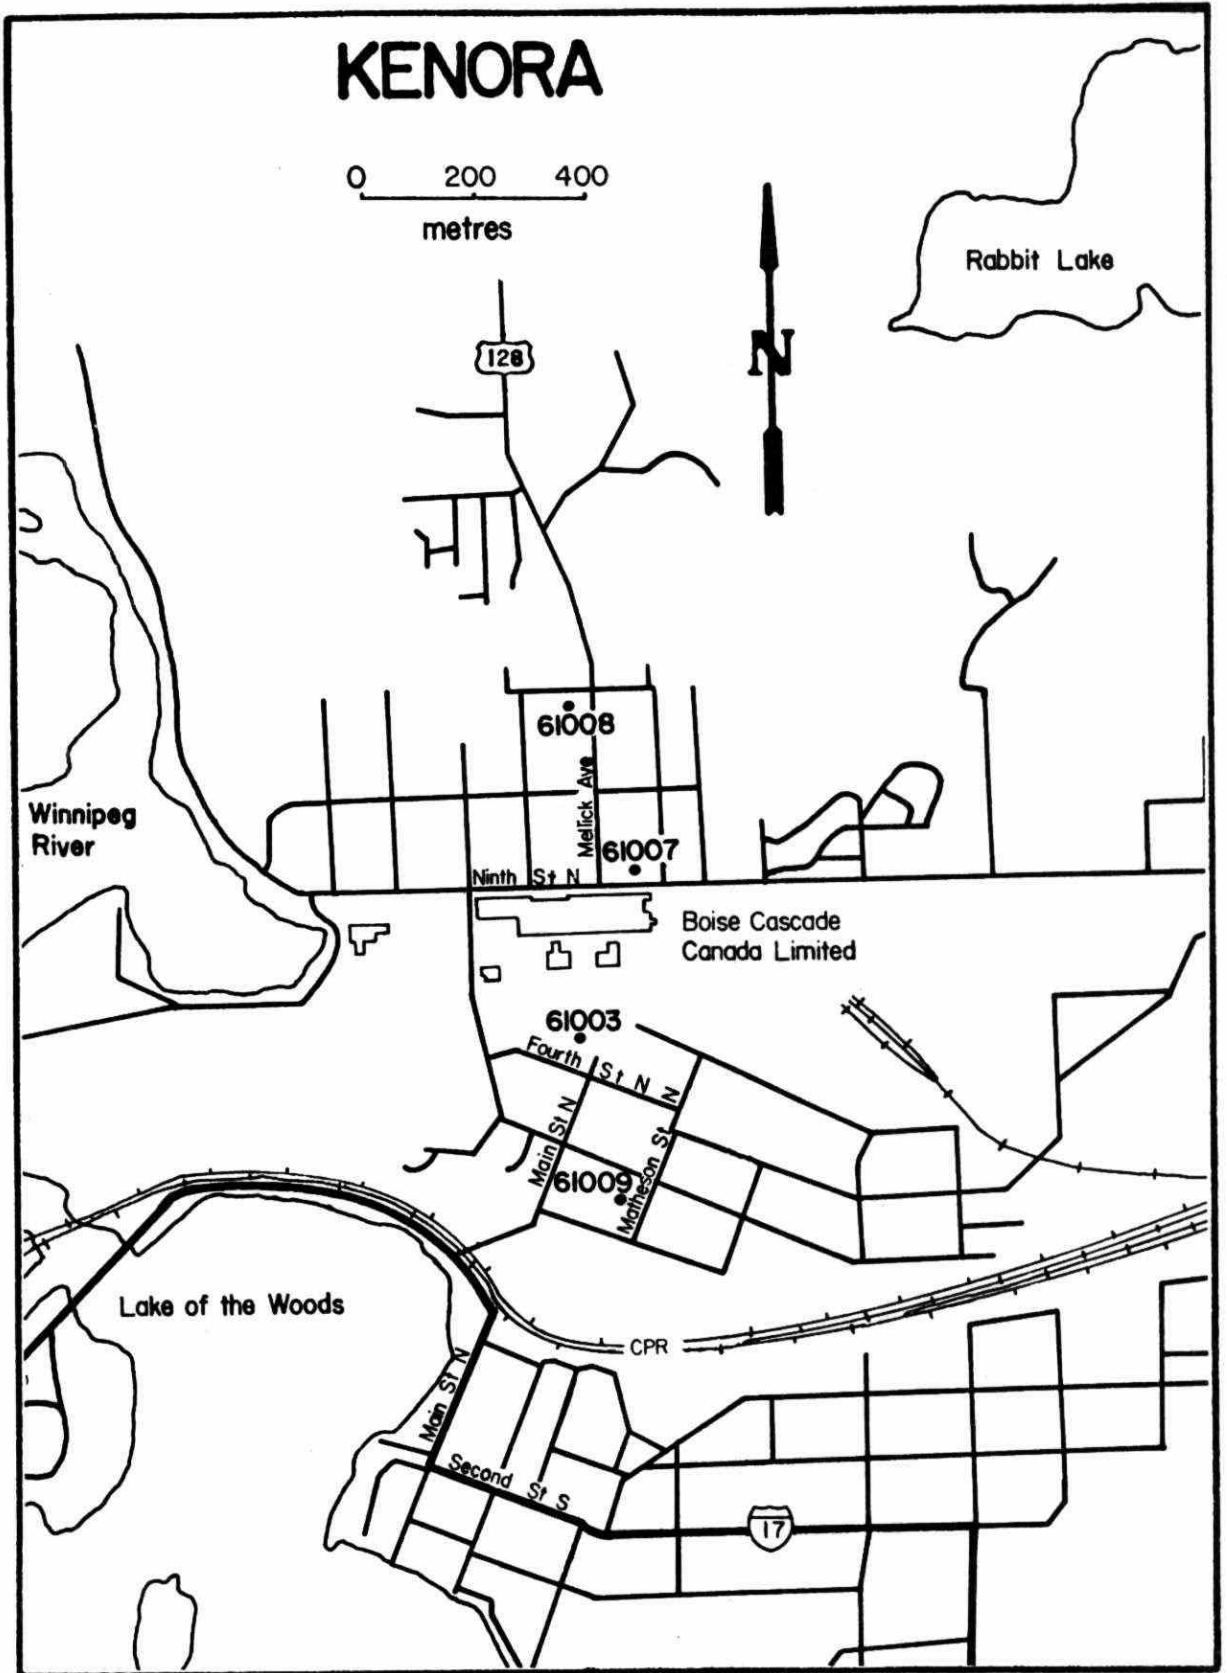 KENORA
0 200 400
metres
N
Rabbit Lake
128
61008
Mellick Ave
Winnipeg
River
61007
Ninth St N
Boise Cascade
Canada Limited
61003
Fourth St N
Main St N
Matheson St N
61009
Lake of the Woods
CPR
Main St N
Second St S
17